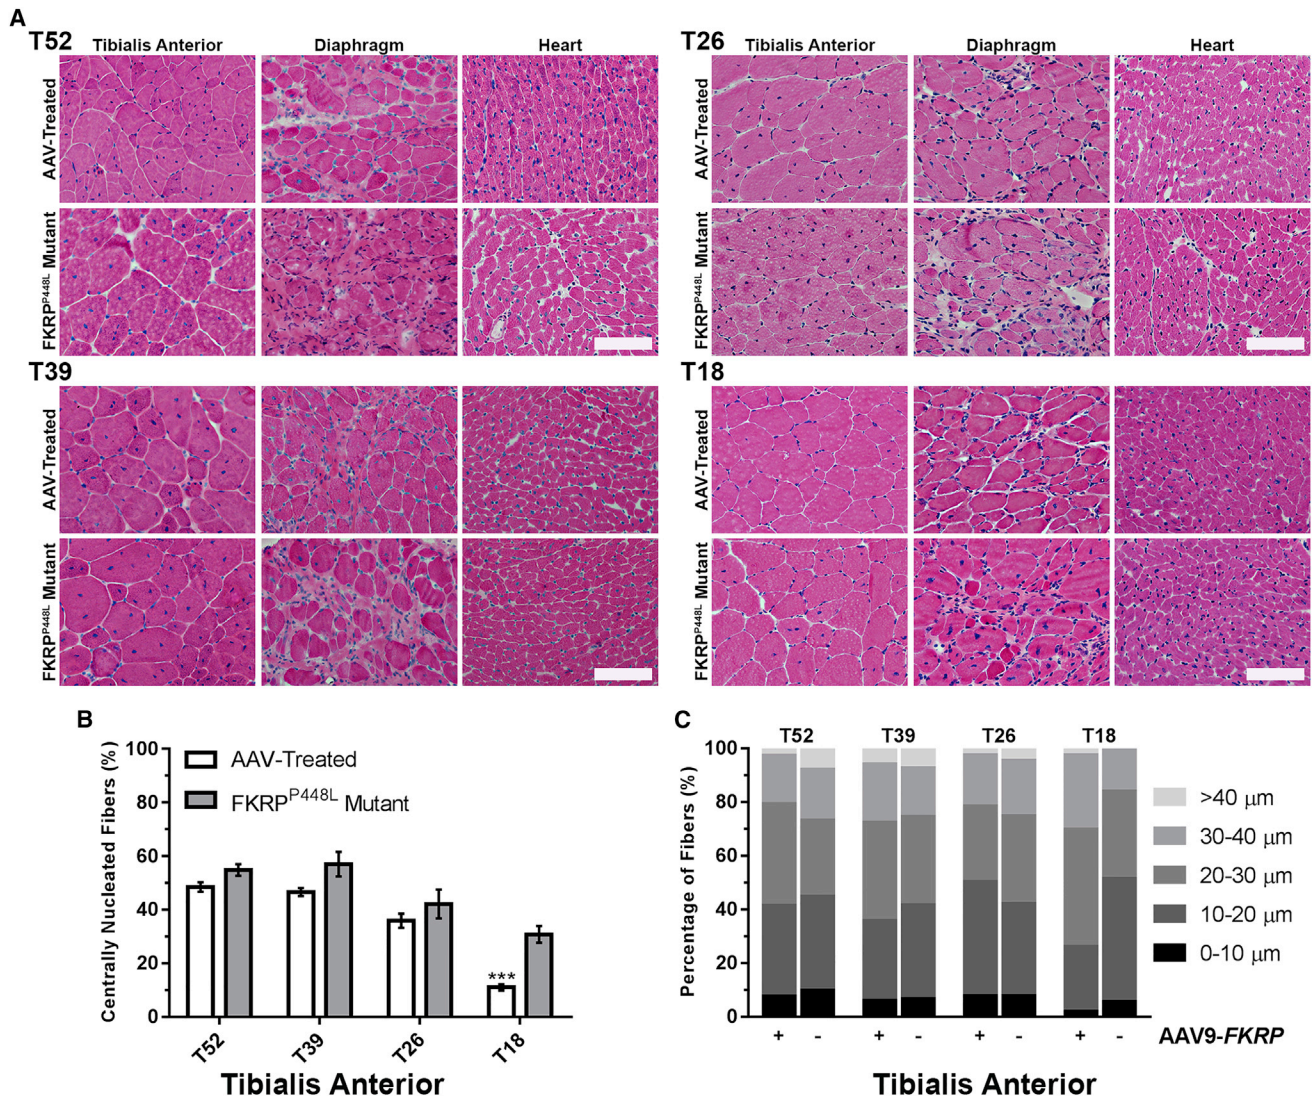 A
T52
Tibialis Anterior Diaphragm Heart
AAV-Treated
FKRPP448L Mutant
T26
Tibialis Anterior Diaphragm Heart
AAV-Treated
FKRPP448L Mutant
T39
AAV-Treated
FKRPP448L Mutant
T18
AAV-Treated
FKRPP448L Mutant
B
Centrally Nucleated Fibers (%)
100
80
60
40
20
0
AAV-Treated
FKRPP448L Mutant
***
T52 T39 T26 T18
Tibialis Anterior
C
Percentage of Fibers (%)
100
80
60
40
20
0
T52 T39 T26 T18
>40 μm
30-40 μm
20-30 μm
10-20 μm
0-10 μm
+ - + - + - + - AAV9-FKRP
Tibialis Anterior